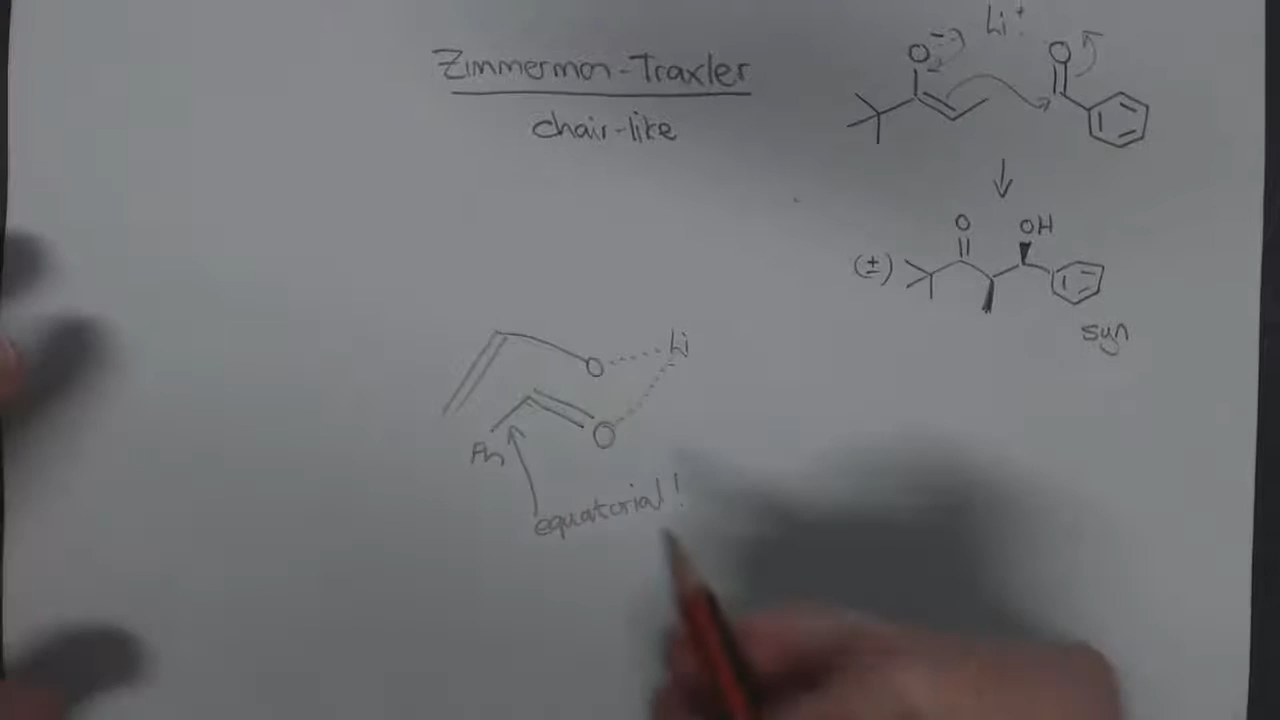 Zimmerman-Traxler
chair-like
O
−
Li+
O
O
OH
(±)
syn
O
Li
O
Ph
equatorial!